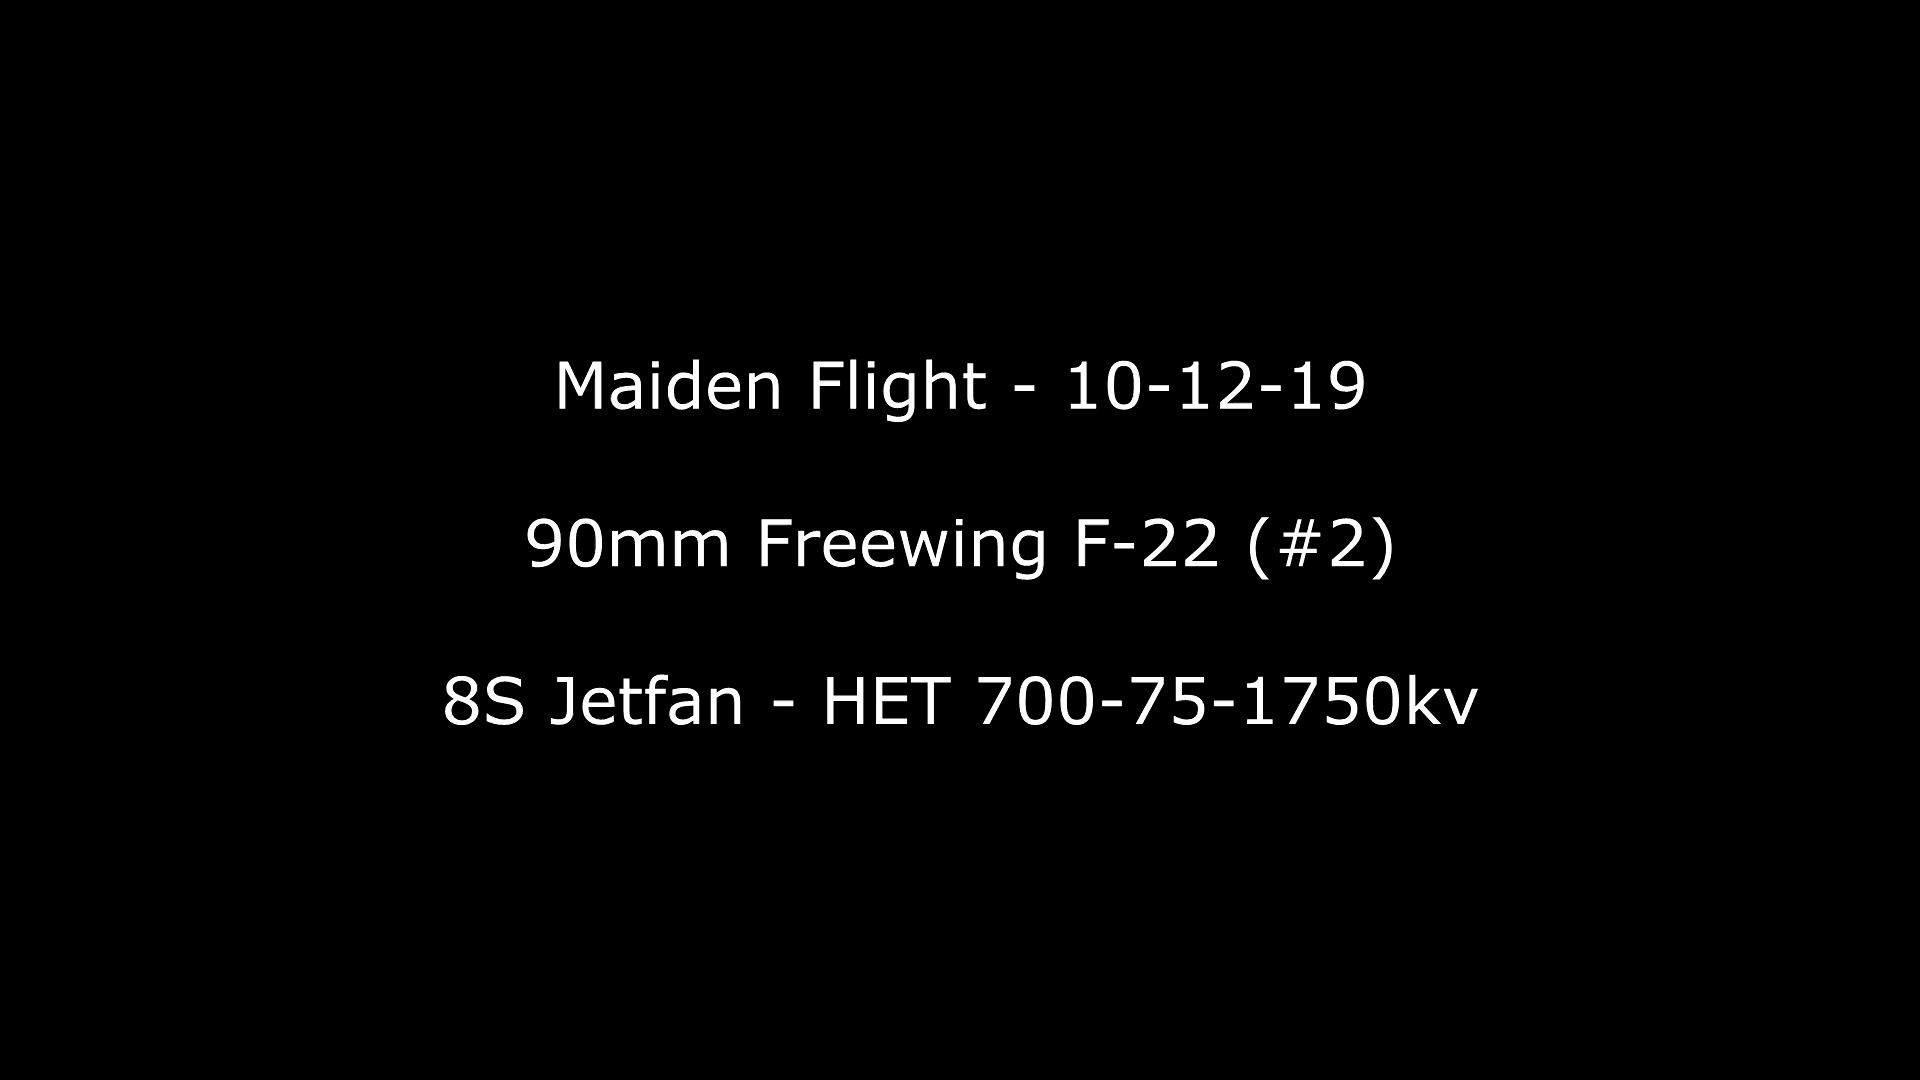 Maiden Flight - 10-12-19
90mm Freewing F-22 (#2)
8S Jetfan - HET 700-75-1750kv